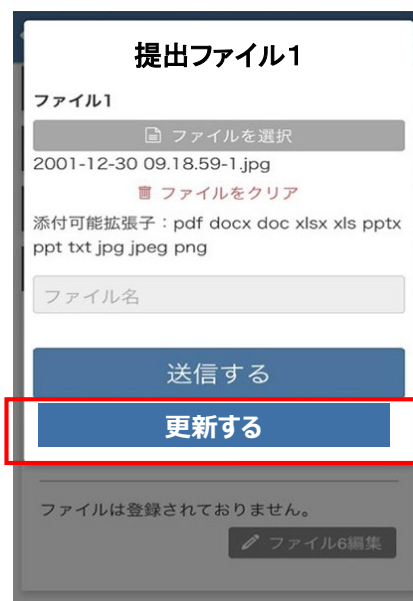 提出ファイル１
ファイル1
ファイルを選択
2001-12-30 09.18.59-1.jpg
ファイルをクリア
添付可能拡張子：pdf docx doc xlsx xls pptx
ppt txt jpg jpeg png
ファイル名
送信する
更新する
ファイルは登録されておりません。
ファイル6編集